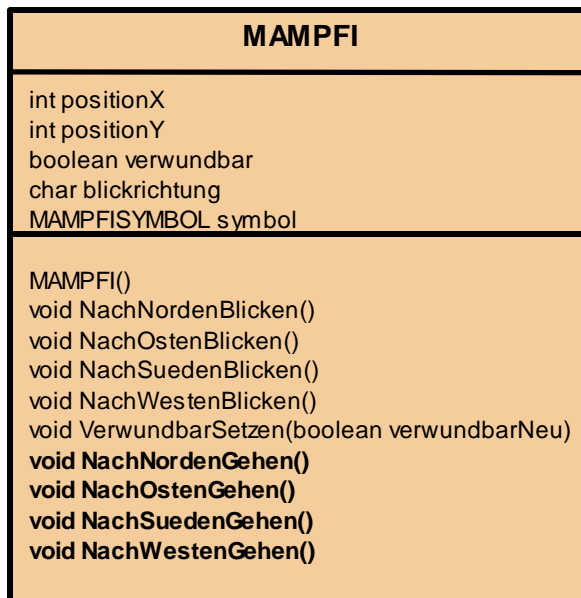 MAMPFI
int positionX
int positionY
boolean verwundbar
char blickrichtung
MAMPFISYMBOL symbol
MAMPFI()
void NachNordenBlicken()
void NachOstenBlicken()
void NachSuedenBlicken()
void NachWestenBlicken()
void VerwundbarSetzen(boolean verwundbarNeu)
void NachNordenGehen()
void NachOstenGehen()
void NachSuedenGehen()
void NachWestenGehen()